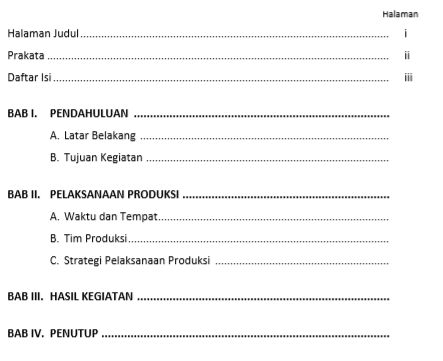 Halaman
Halaman Judul.................................................................................................... i
Prakata ............................................................................................................... ii
Daftar Isi............................................................................................................. iii
BAB I. PENDAHULUAN ................................................................................
A. Latar Belakang ..................................................................................
B. Tujuan Kegiatan ................................................................................
BAB II. PELAKSANAAN PRODUKSI .................................................................
A. Waktu dan Tempat............................................................................
B. Tim Produksi......................................................................................
C. Strategi Pelaksanaan Produksi ..........................................................
BAB III. HASIL KEGIATAN ...............................................................................
BAB IV. PENUTUP ..........................................................................................